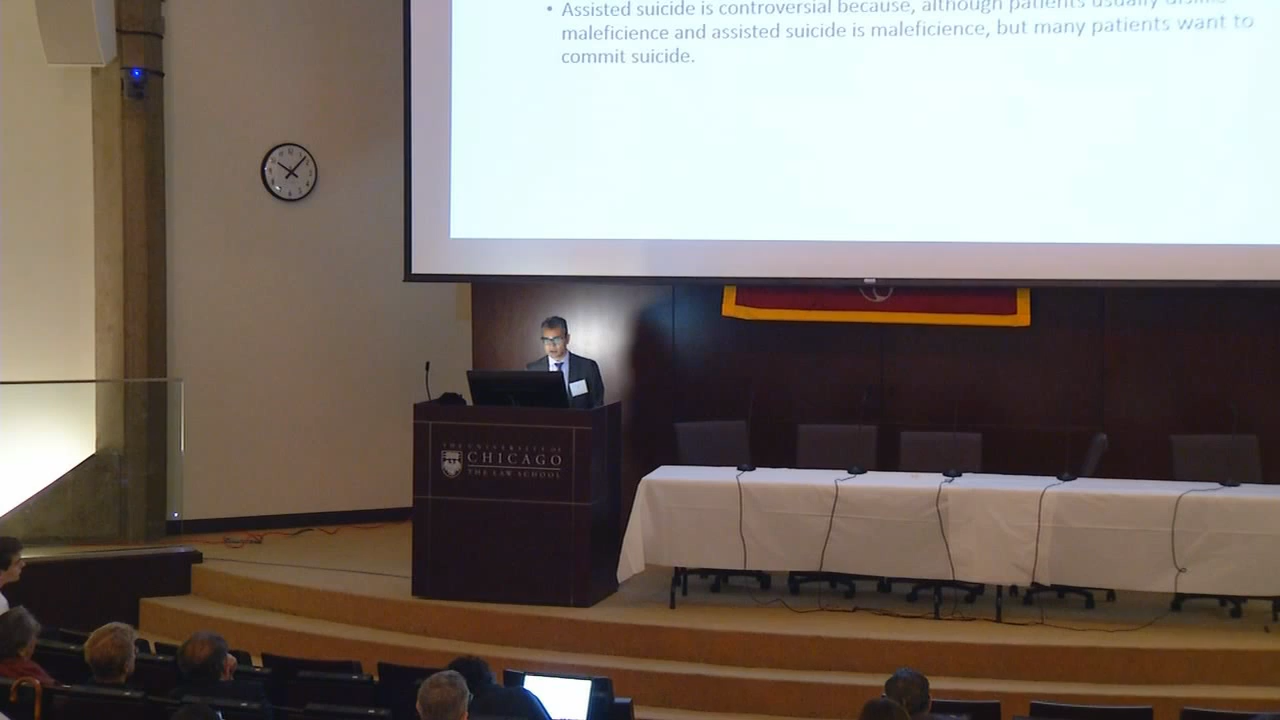 • Assisted suicide is controversial because, although patients usually dislike
maleficience and assisted suicide is maleficience, but many patients want to
commit suicide.
THE UNIVERSITY OF
CHICAGO
THE LAW SCHOOL